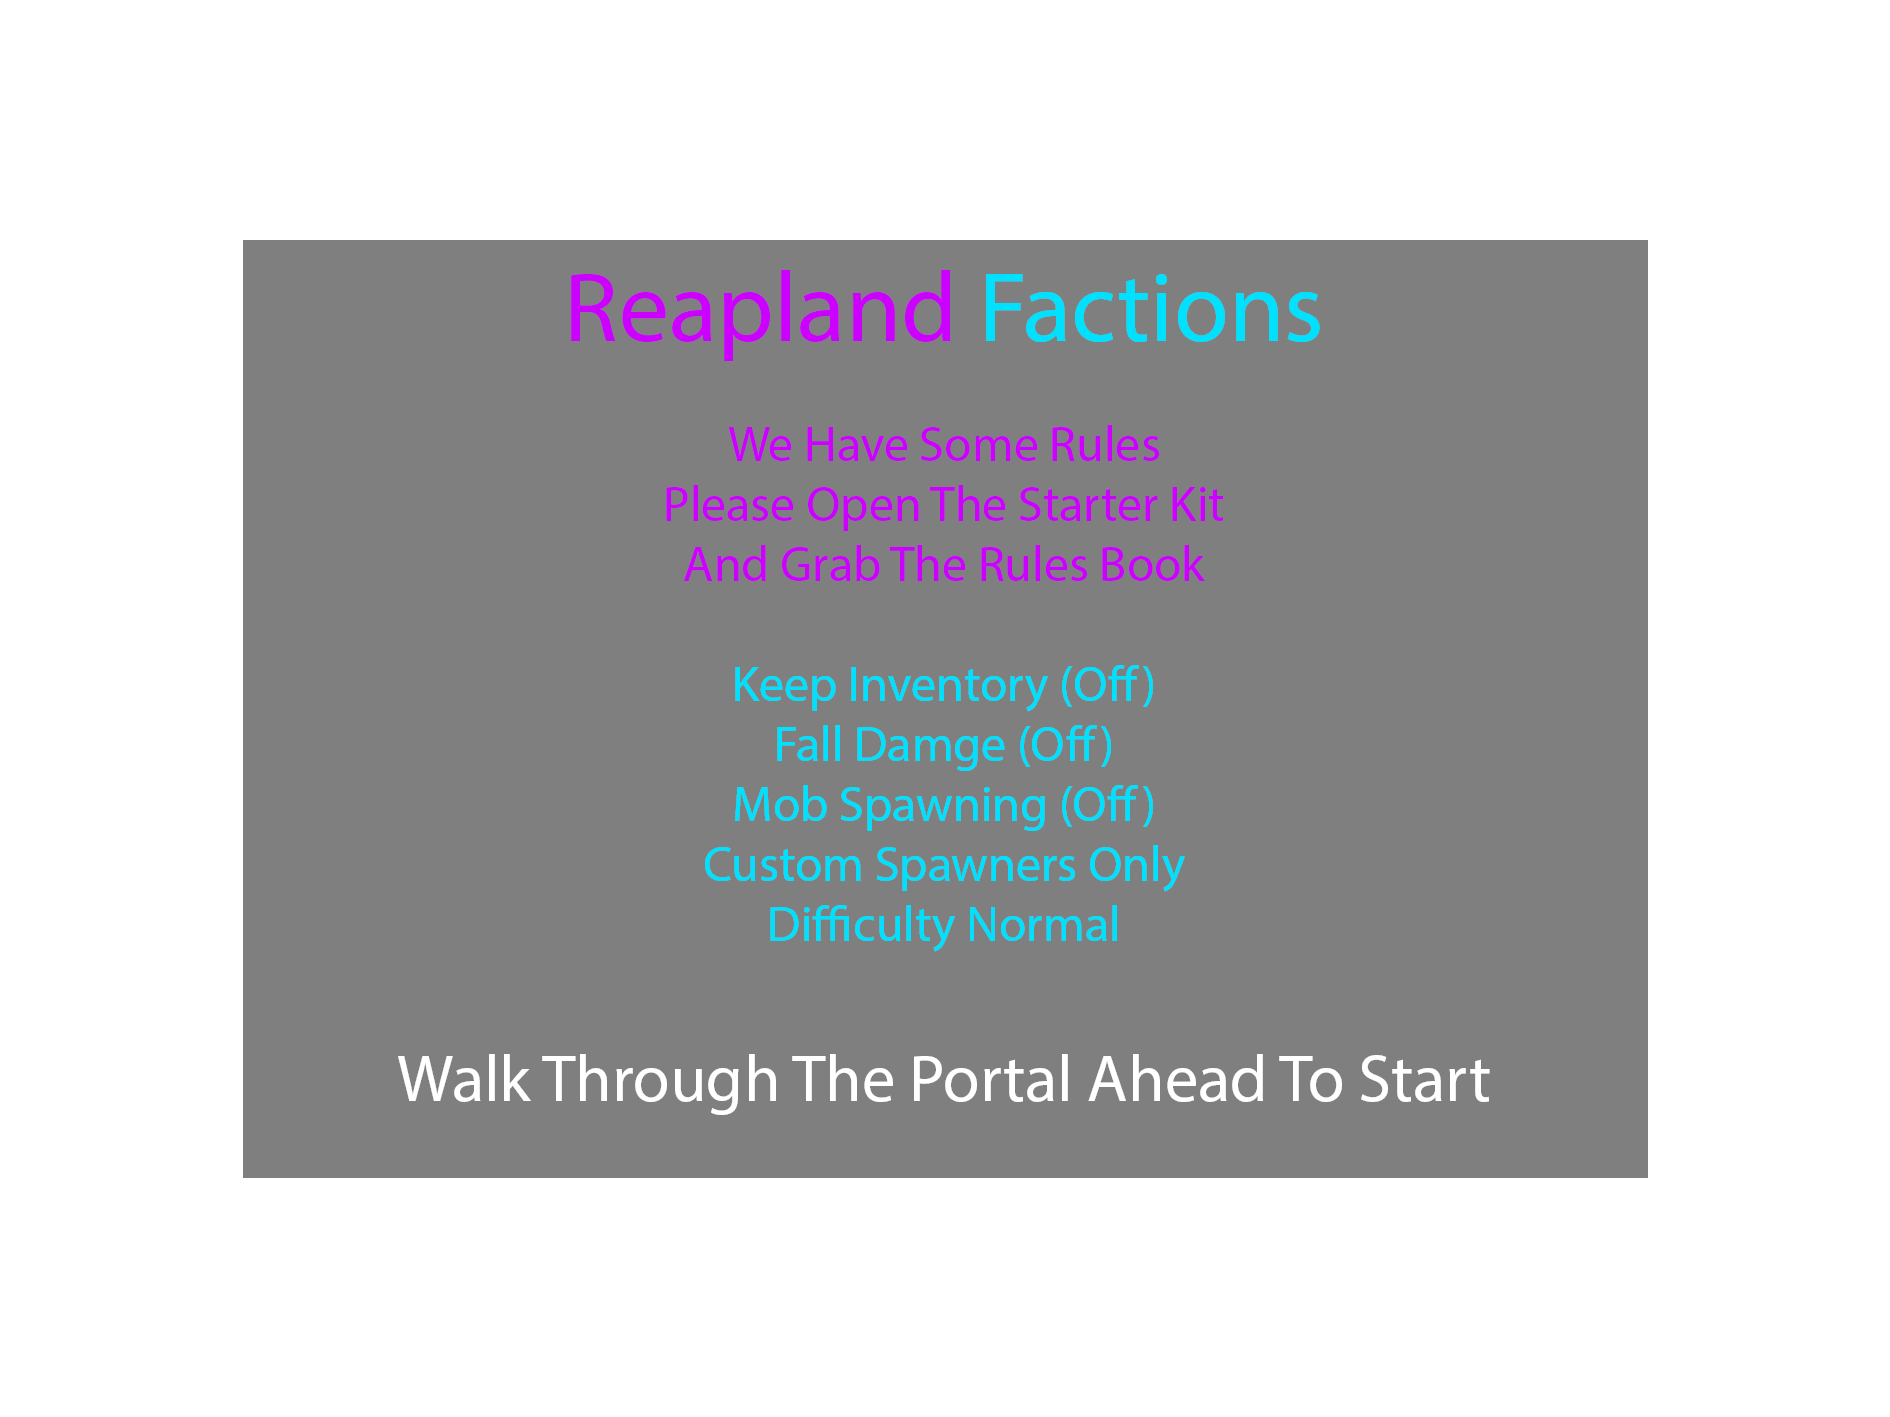 Reapland Factions
We Have Some Rules
Please Open The Starter Kit
And Grab The Rules Book
Keep Inventory (Off)
Fall Damge (Off)
Mob Spawning (Off)
Custom Spawners Only
Difficulty Normal
Walk Through The Portal Ahead To Start